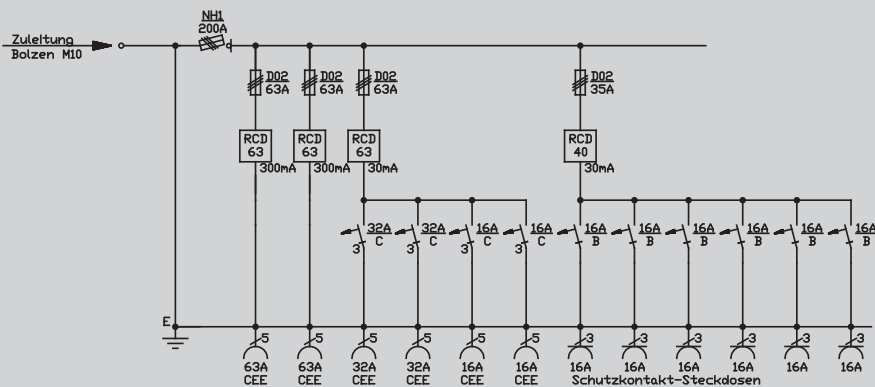 NH1
200A
Zuleitung
Bolzen M10
D02
63A
D02
63A
D02
63A
D02
35A
RCD
63
300mA
RCD
63
300mA
RCD
63
30mA
RCD
40
30mA
32A
C
3
32A
C
3
16A
C
3
16A
C
3
16A
B
16A
B
16A
B
16A
B
16A
B
16A
B
E
5
5
5
5
5
5
3
3
3
3
3
3
63A
CEE
63A
CEE
32A
CEE
32A
CEE
16A
CEE
16A
CEE
16A
16A
16A
16A
16A
16A
Schutzkontakt-Steckdosen